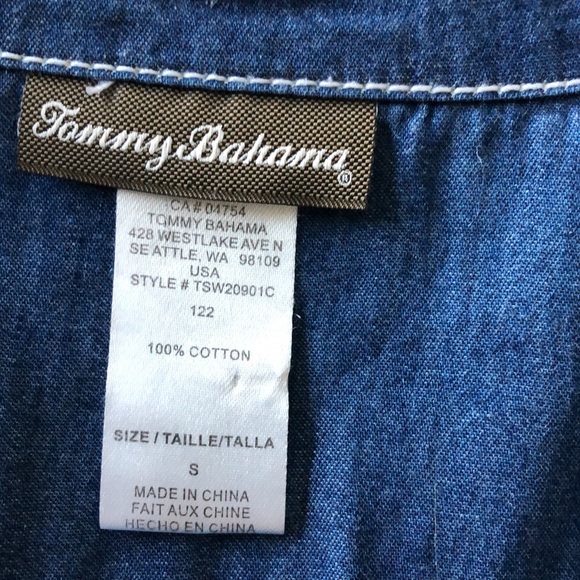 Tommy Bahama®
CA # 04754
TOMMY BAHAMA
428 WESTLAKE AVE N
SEATTLE, WA 98109
USA
STYLE # TSW20901C
122
100% COTTON
SIZE / TAILLE/TALLA
S
MADE IN CHINA
FAIT AUX CHINE
HECHO EN CHINA